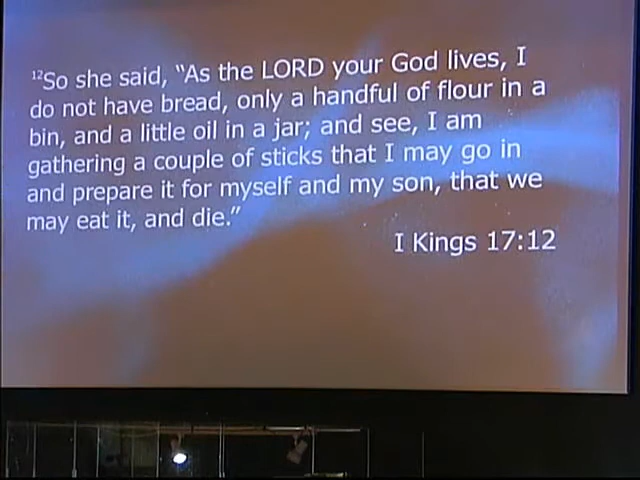 12So she said, “As the LORD your God lives, I
do not have bread, only a handful of flour in a
bin, and a little oil in a jar; and see, I am
gathering a couple of sticks that I may go in
and prepare it for myself and my son, that we
may eat it, and die.”
I Kings 17:12